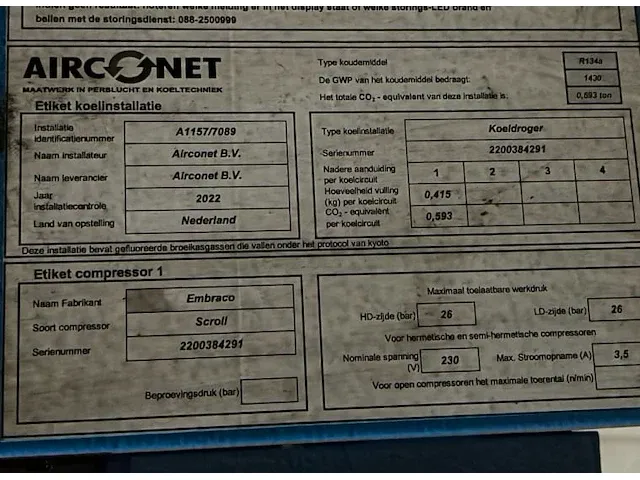 bellen met de storingsdienst: 088-2500999
AIRCONET
MAATWERK IN PERSLUCHT EN KOELTECHNIEK
Type koudemiddel R134a
De GWP van het koudemiddel bedraagt: 1430
Het totale CO₂ - equivalent van deze installatie is: 0,593 ton
Etiket koelinstallatie
Installatie identificatienummer A1157/7089
Naam installateur Airconet B.V.
Naam leverancier Airconet B.V.
Jaar installatiecontrole 2022
Land van opstelling Nederland
Type koelinstallatie Koeldroger
Serienummer 2200384291
Nadere aanduiding per koelcircuit 1 2 3 4
Hoeveelheid vulling (kg) per koelcircuit 0,415
CO₂ - equivalent per koelcircuit 0,593
Deze installatie bevat gefluoreerde broeikasgassen die vallen onder het protocol van kyoto
Etiket compressor 1
Naam Fabrikant Embraco
Soort compressor Scroll
Serienummer 2200384291
Beproevingsdruk (bar)
Maximaal toelaatbare werkdruk
HD-zijde (bar) 26 LD-zijde (bar) 26
Voor hermetische en semi-hermetische compressoren
Nominale spanning (V) 230 Max. Stroomopname (A) 3,5
Voor open compressoren het maximale toerental (n/min)